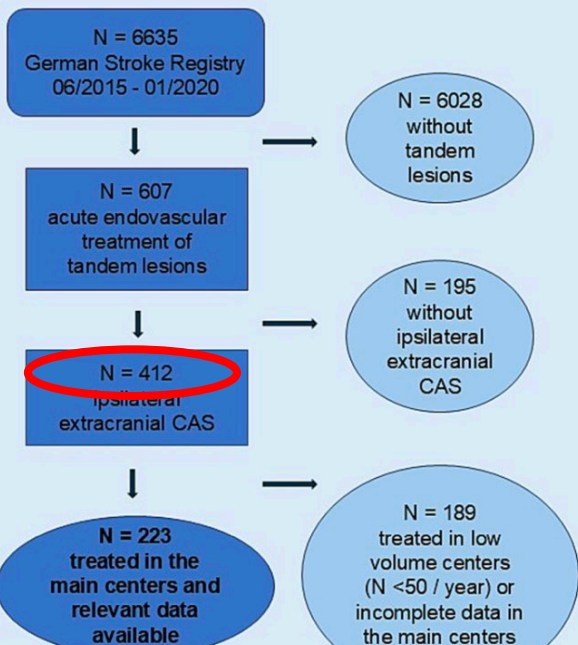 N = 6635
German Stroke Registry
06/2015 - 01/2020
N = 6028
without
tandem
lesions
N = 607
acute endovascular
treatment of
tandem lesions
N = 195
without
ipsilateral
extracranial
CAS
N = 412
ipsilateral
extracranial CAS
N = 223
treated in the
main centers and
relevant data
available
N = 189
treated in low
volume centers
(N <50 / year) or
incomplete data in
the main centers